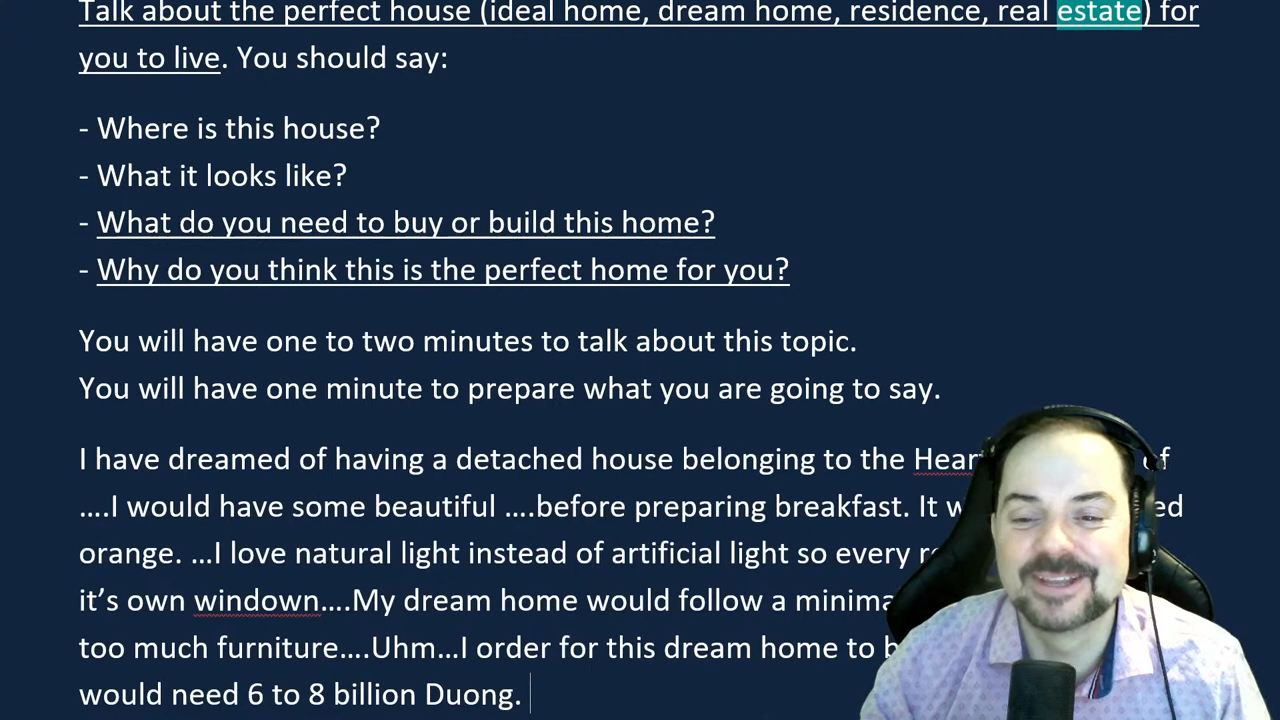 Talk about the perfect house (ideal home, dream home, residence, real estate) for
you to live. You should say:
- Where is this house?
- What it looks like?
- What do you need to buy or build this home?
- Why do you think this is the perfect home for you?
You will have one to two minutes to talk about this topic.
You will have one minute to prepare what you are going to say.
I have dreamed of having a detached house belonging to the of
….I would have some beautiful ….before preparing breakfast. It
orange. …I love natural light instead of artificial light so every
it’s own windown….My dream home would follow a
too much furniture….Uhm…I order for this dream home to
would need 6 to 8 billion Duong.